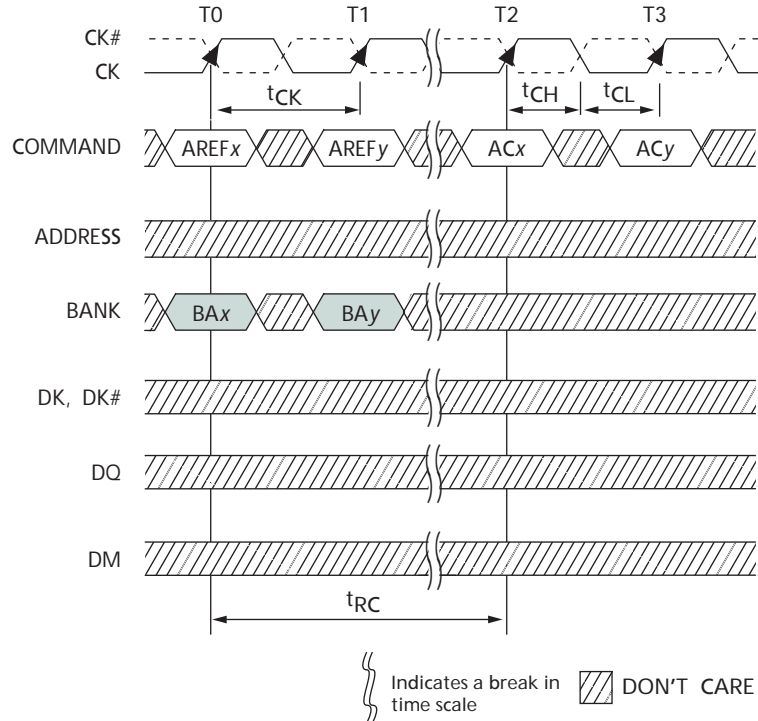 T0 T1 T2 T3
CK#
CK
tCK tCH tCL
COMMAND AREFx AREFy ACx ACy
ADDRESS
BANK BAx BAy
DK, DK#
DQ
DM
tRC
Indicates a break in
time scale
DON'T CARE